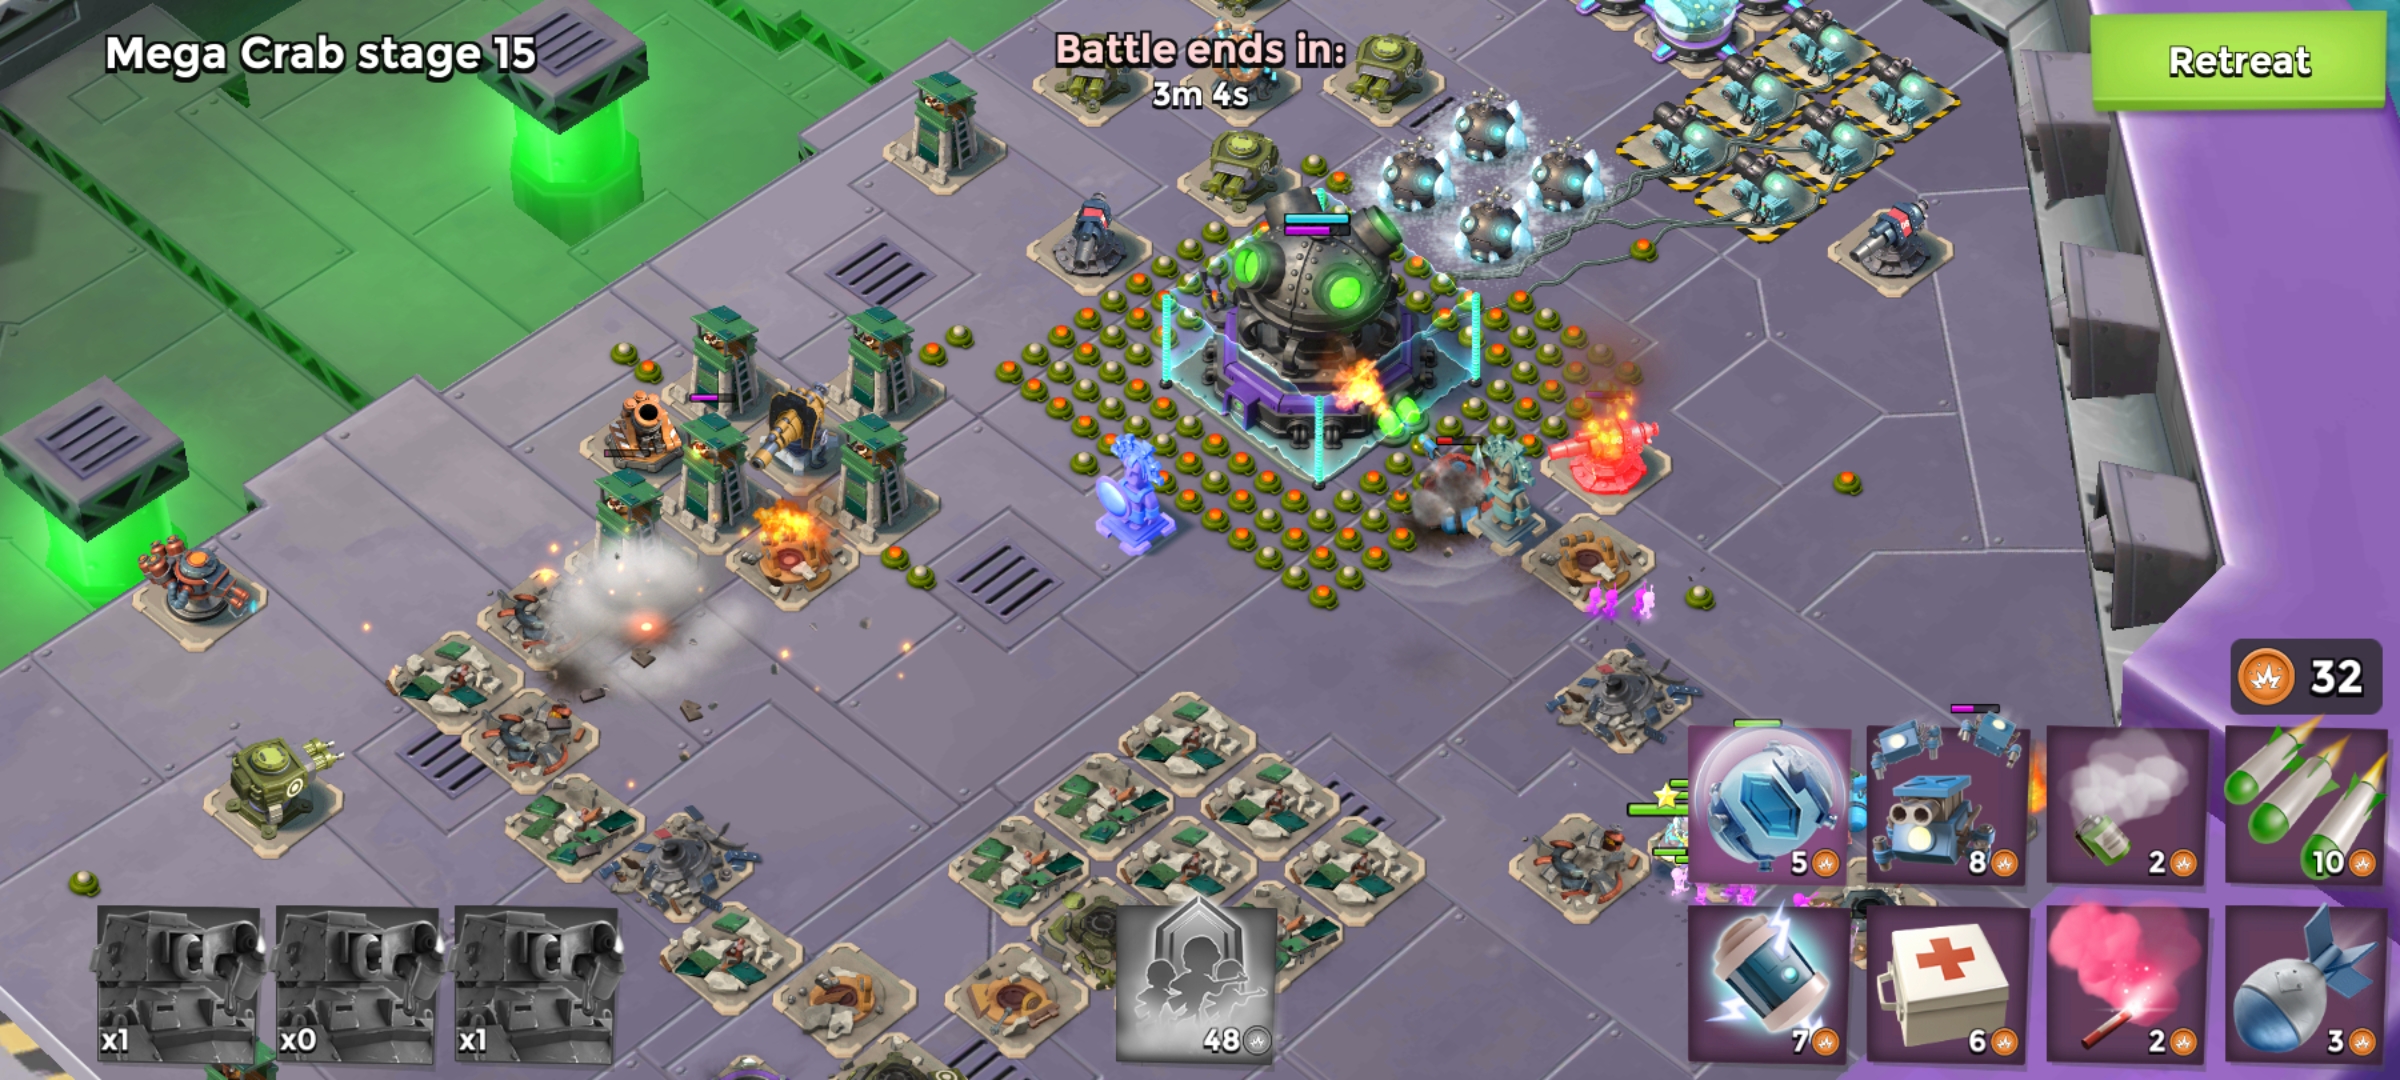 Mega Crab stage 15
Battle ends in:
3m 4s
Retreat
32
5
8
2
10
x1
x0
x1
48
7
6
2
3